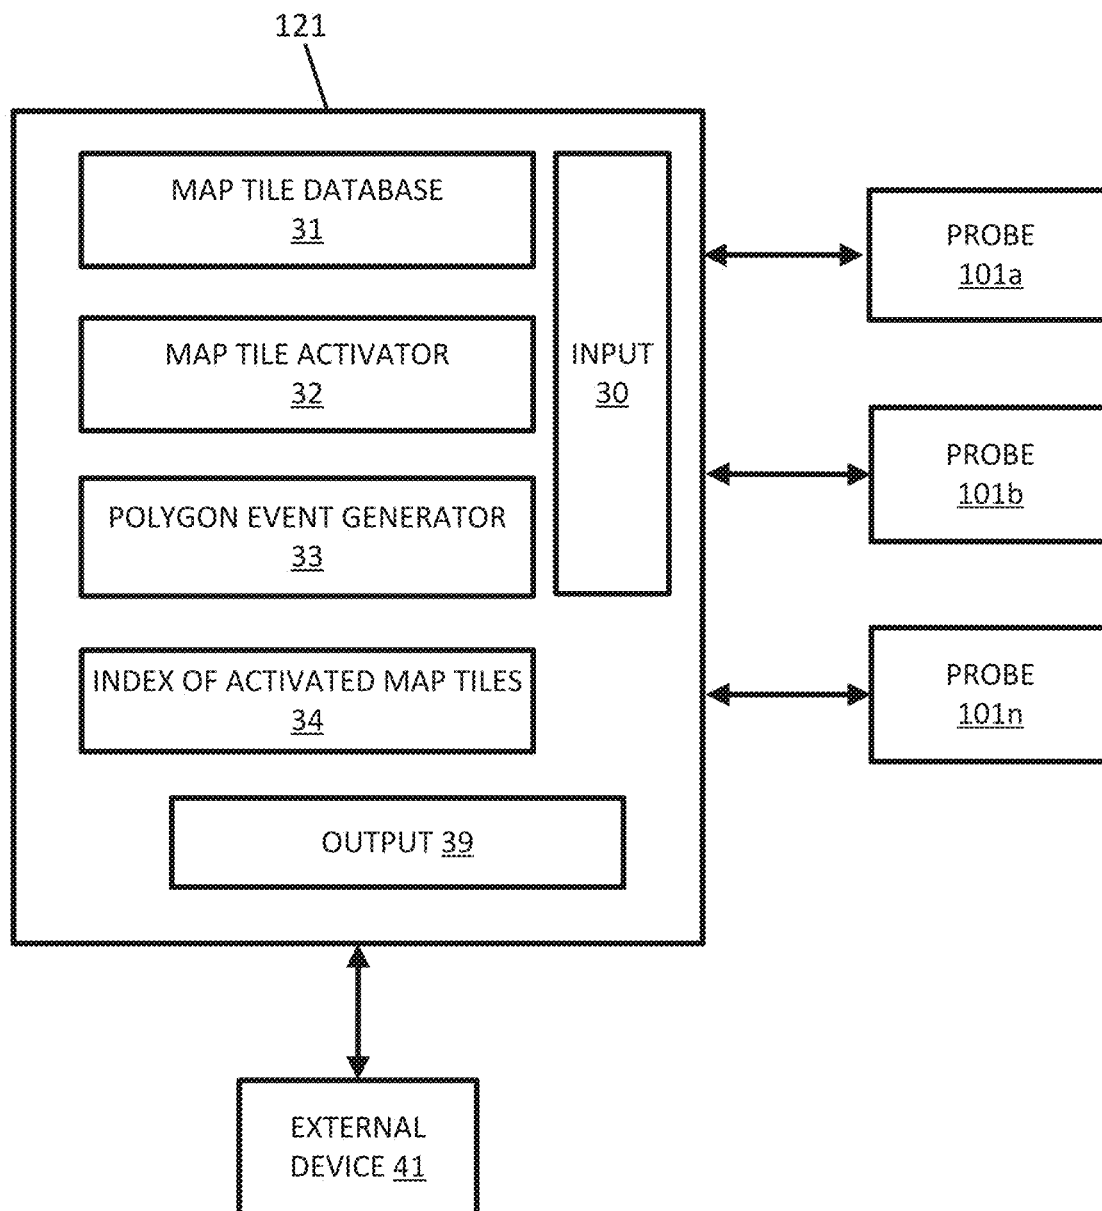 121
MAP TILE DATABASE
31
MAP TILE ACTIVATOR
32
POLYGON EVENT GENERATOR
33
INDEX OF ACTIVATED MAP TILES
34
INPUT
30
OUTPUT 39
PROBE
101a
PROBE
101b
PROBE
101n
EXTERNAL
DEVICE 41